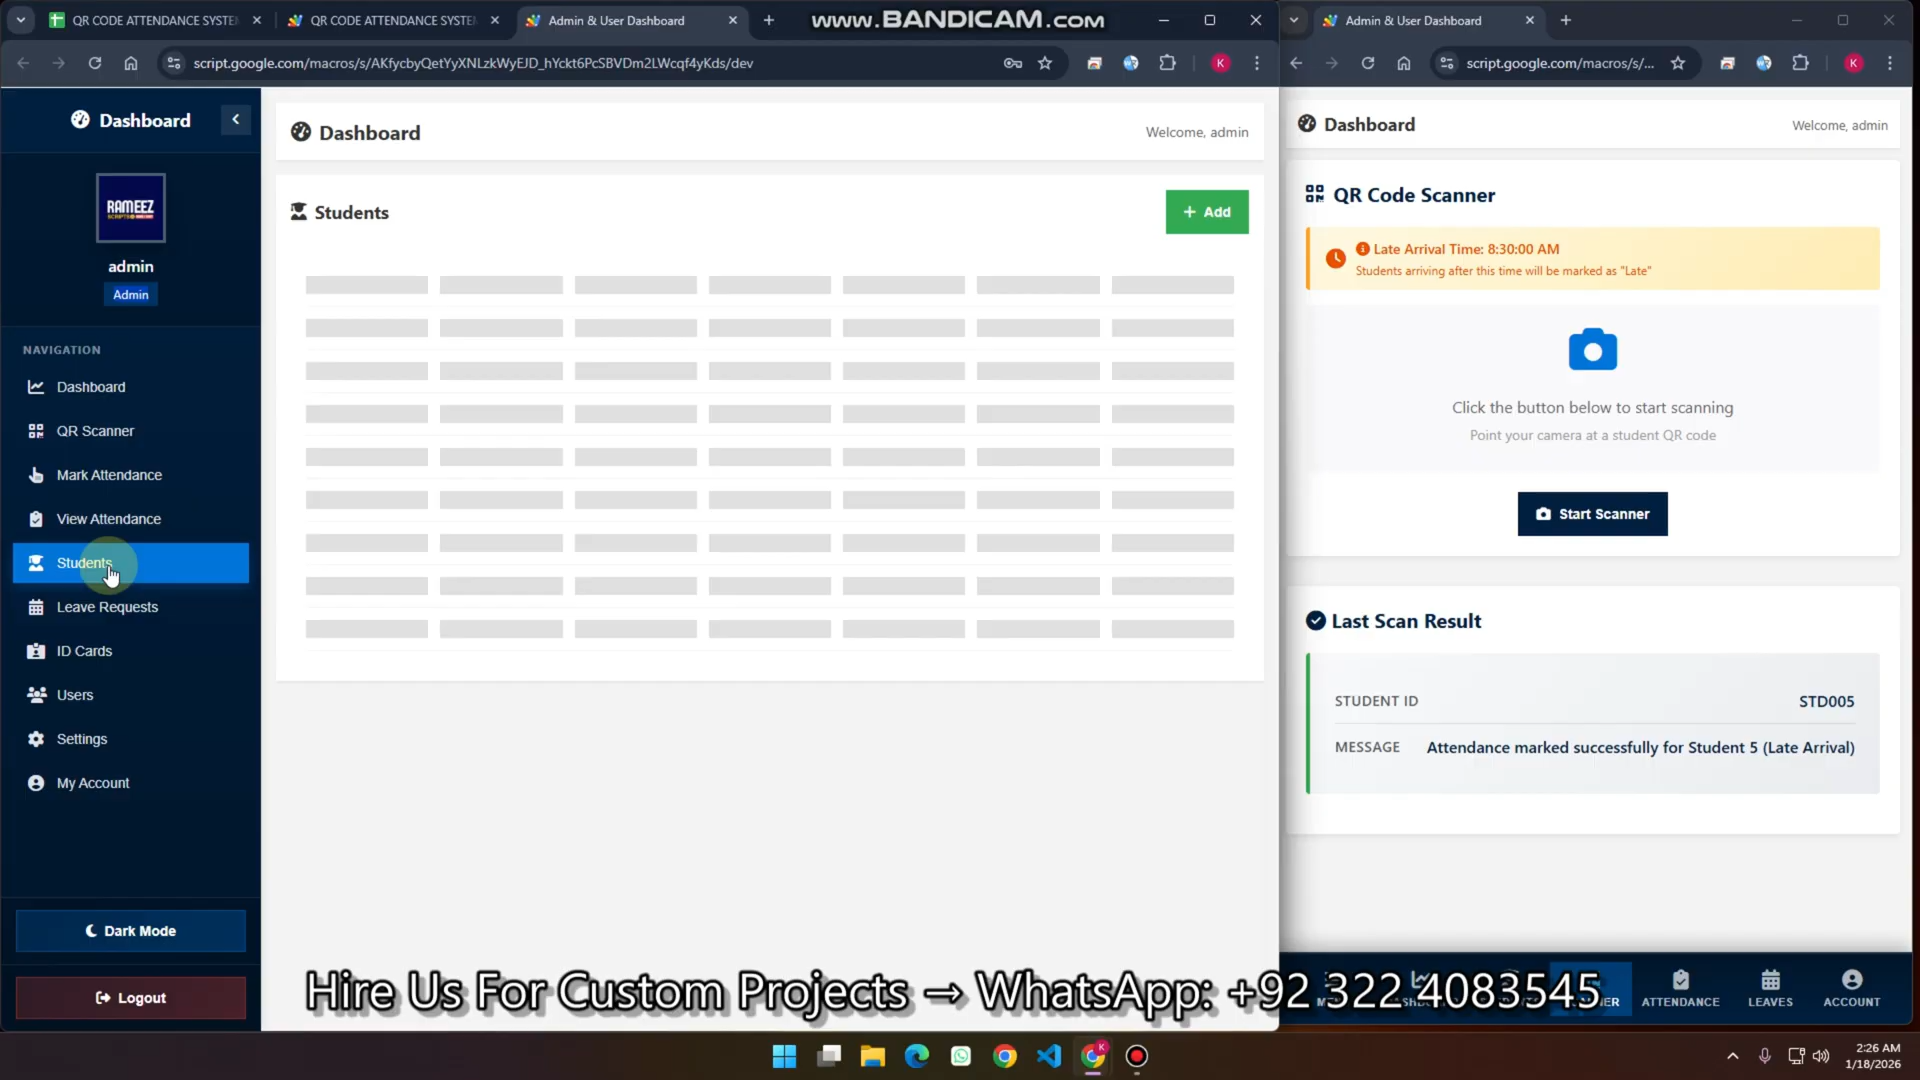 QR CODE ATTENDANCE SYSTEM
QR CODE ATTENDANCE SYSTEM
Admin & User Dashboard
www.BANDICAM.com
Admin & User Dashboard
script.google.com/macros/s/AKfycbyQetYyXNLzkWyEJD_hYckt6PcSBVDm2LWcqf4yKds/dev
K
script.google.com/macros/s/...
K
Dashboard
RAMEEZ
SCRIPTS
admin
Admin
NAVIGATION
Dashboard
QR Scanner
Mark Attendance
View Attendance
Students
Leave Requests
ID Cards
Users
Settings
My Account
Dark Mode
Logout
Dashboard
Welcome, admin
Students
+ Add
Dashboard
Welcome, admin
QR Code Scanner
Late Arrival Time: 8:30:00 AM
Students arriving after this time will be marked as "Late"
Click the button below to start scanning
Point your camera at a student QR code
Start Scanner
Last Scan Result
STUDENT ID
STD005
MESSAGE
Attendance marked successfully for Student 5 (Late Arrival)
Hire Us For Custom Projects → WhatsApp: +92 322 4083545
ATTENDANCE
LEAVES
ACCOUNT
K
2:26 AM
1/18/2026